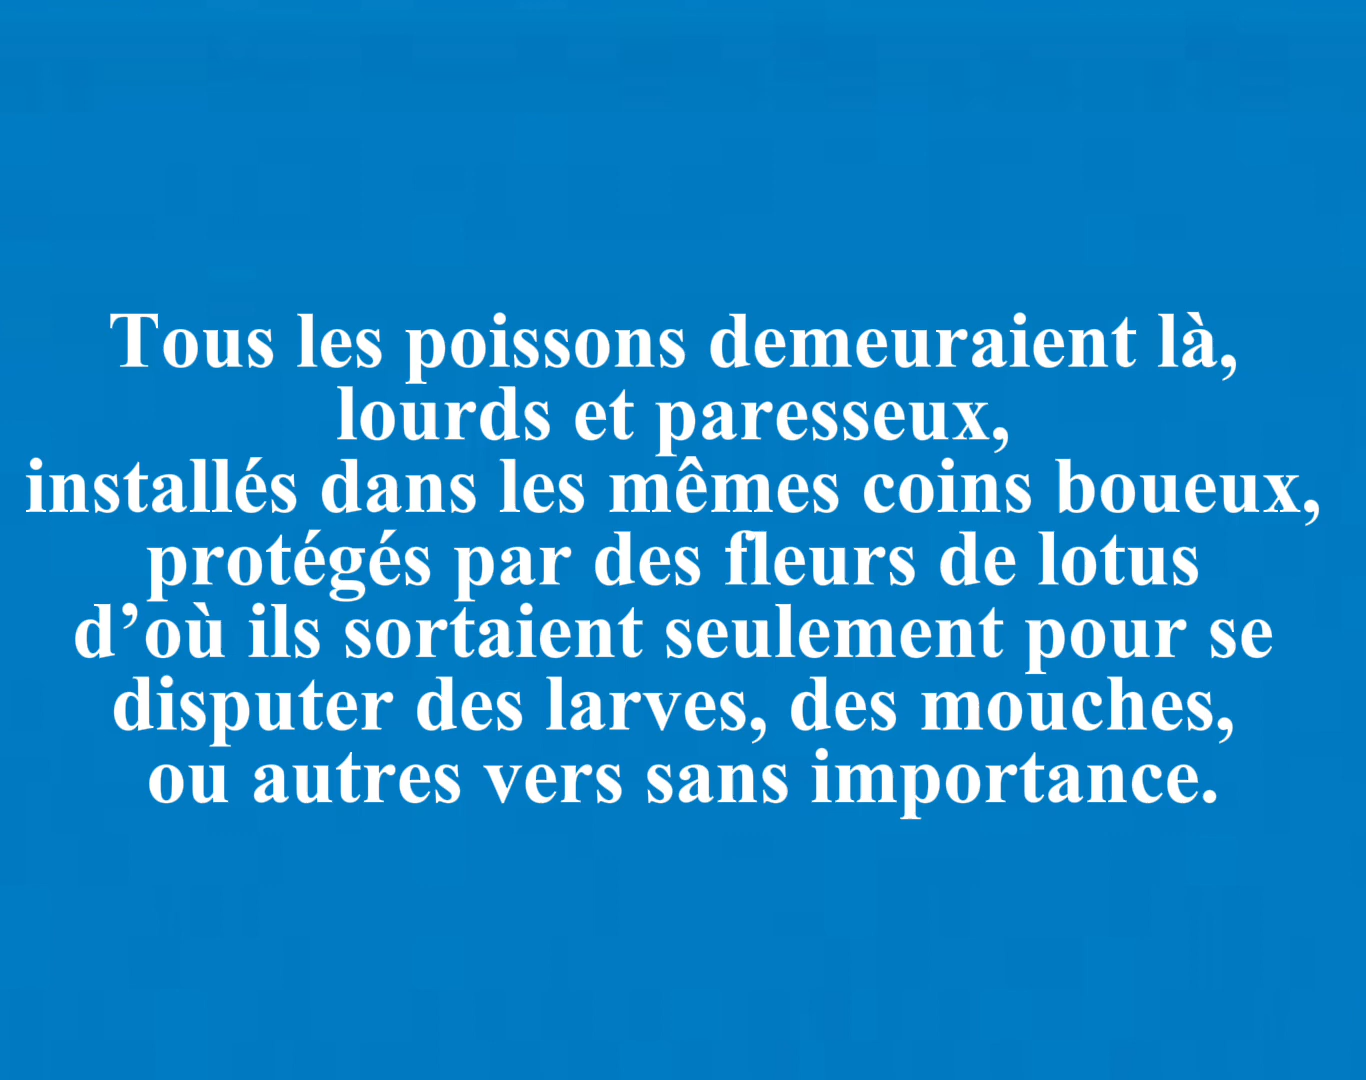 Tous les poissons demeuraient là,
lourds et paresseux,
installés dans les mêmes coins boueux,
protégés par des fleurs de lotus
d’où ils sortaient seulement pour se
disputer des larves, des mouches,
ou autres vers sans importance.